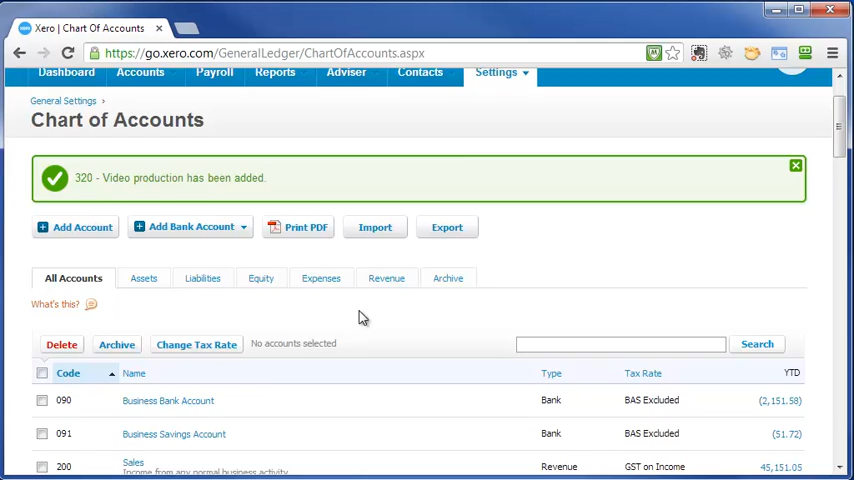 Xero | Chart Of Accounts
https://go.xero.com/GeneralLedger/ChartOfAccounts.aspx
Dashboard Accounts Payroll Reports Adviser Contacts Settings
General Settings ›
Chart of Accounts
320 - Video production has been added.
Add Account Add Bank Account Print PDF Import Export
All Accounts Assets Liabilities Equity Expenses Revenue Archive
What's this?
Delete Archive Change Tax Rate No accounts selected Search
Code Name Type Tax Rate YTD
090 Business Bank Account Bank BAS Excluded (2,151.58)
091 Business Savings Account Bank BAS Excluded (51.72)
200 Sales Revenue GST on Income 45,151.05
Income from any normal business activity